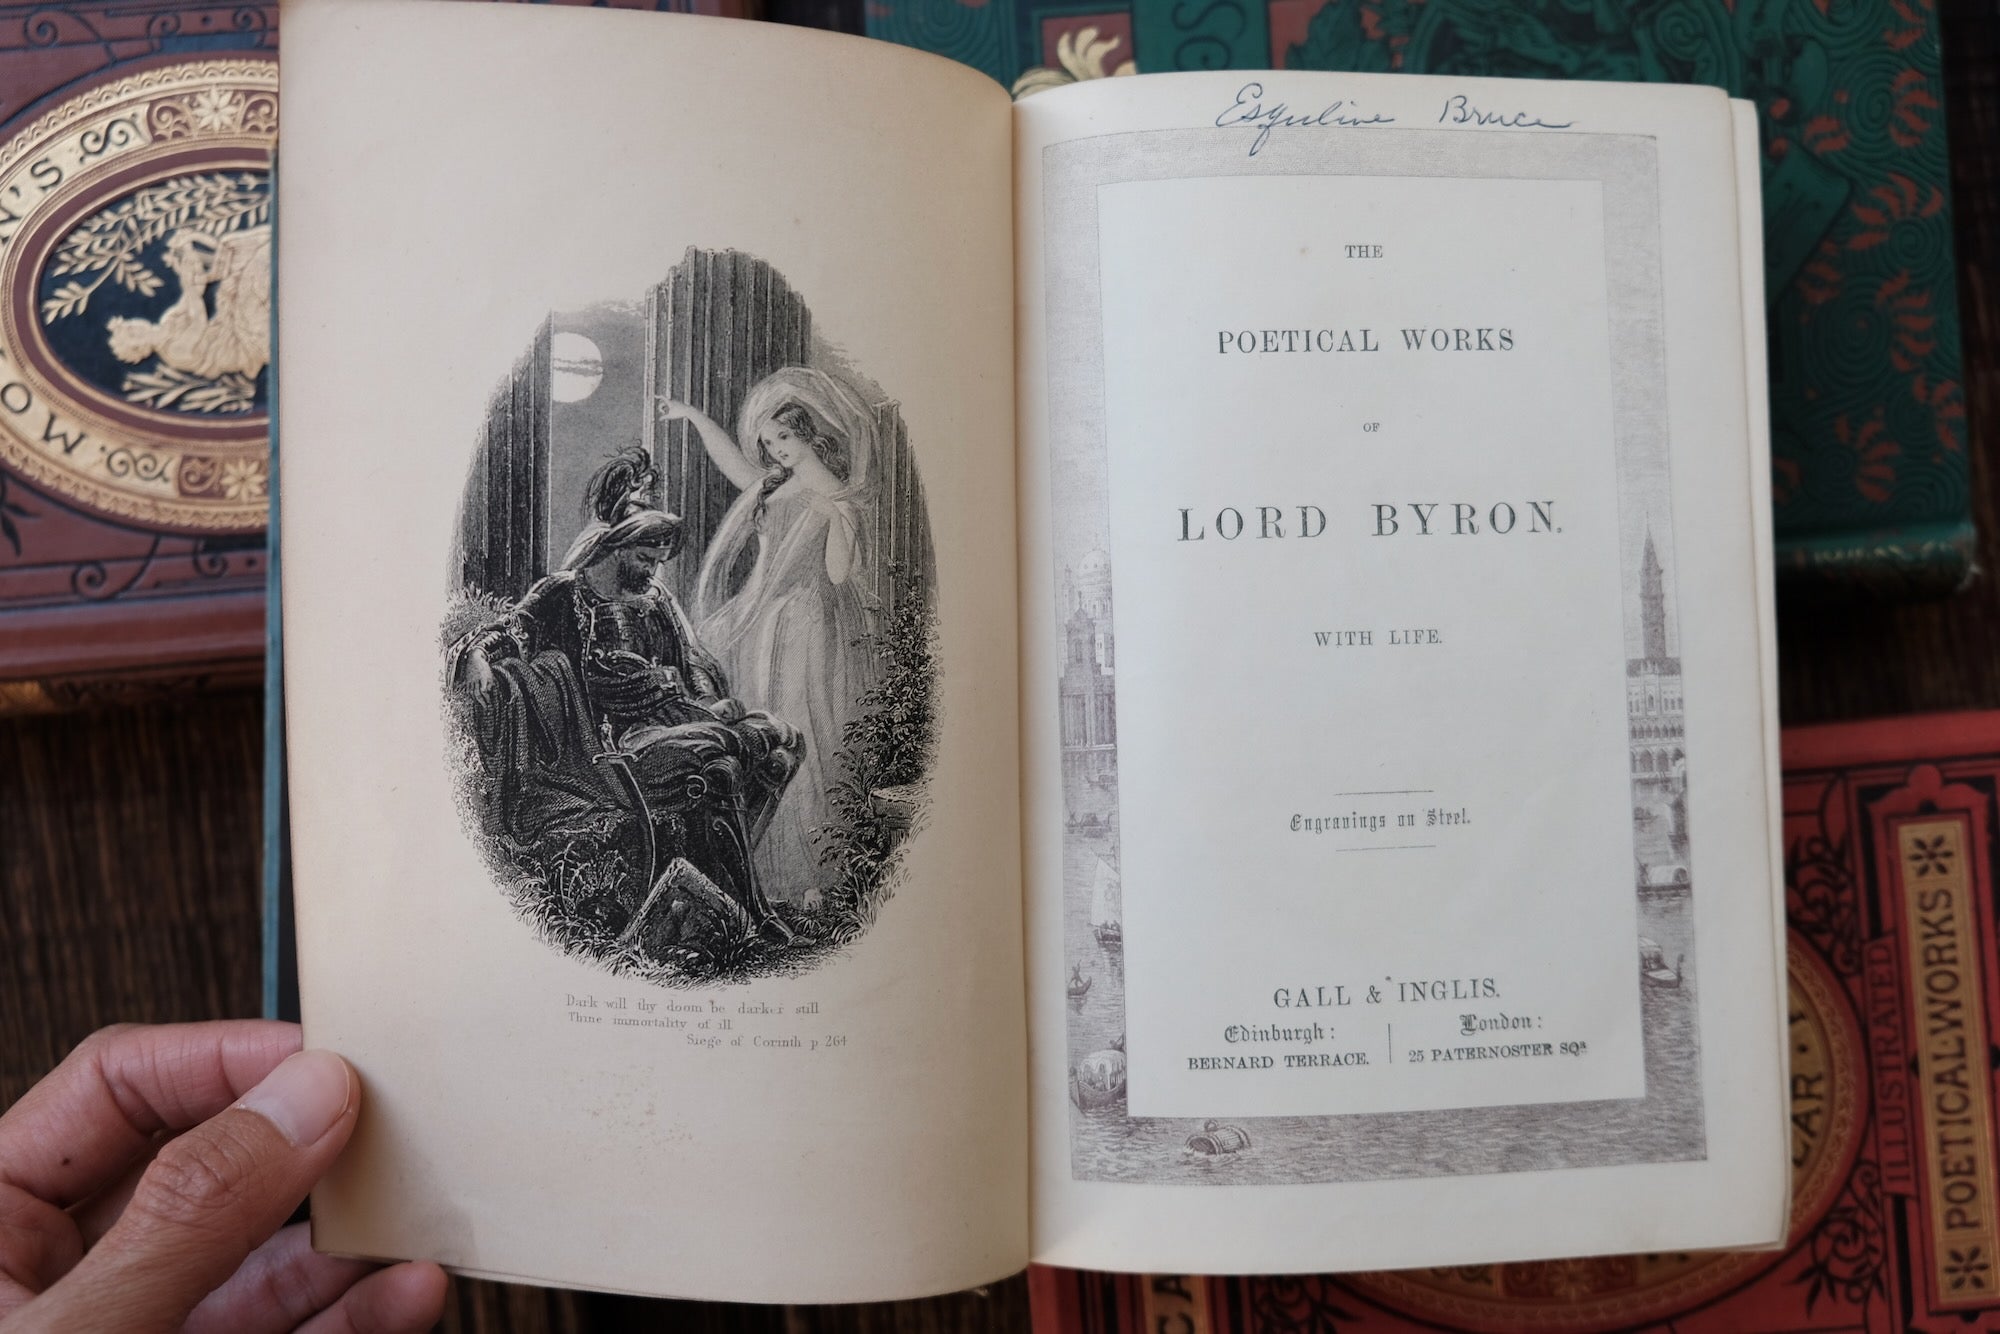 Dark will thy doom be darker still
Thine immortality of ill
Siege of Corinth p 264
Esquline Bruce
THE
POETICAL WORKS
OF
LORD BYRON.
WITH LIFE.
Engravings on Steel.
GALL & INGLIS.
Edinburgh:
BERNARD TERRACE.
London:
25 PATERNOSTER SQR
ILLUSTRATED
POETICAL·WORKS